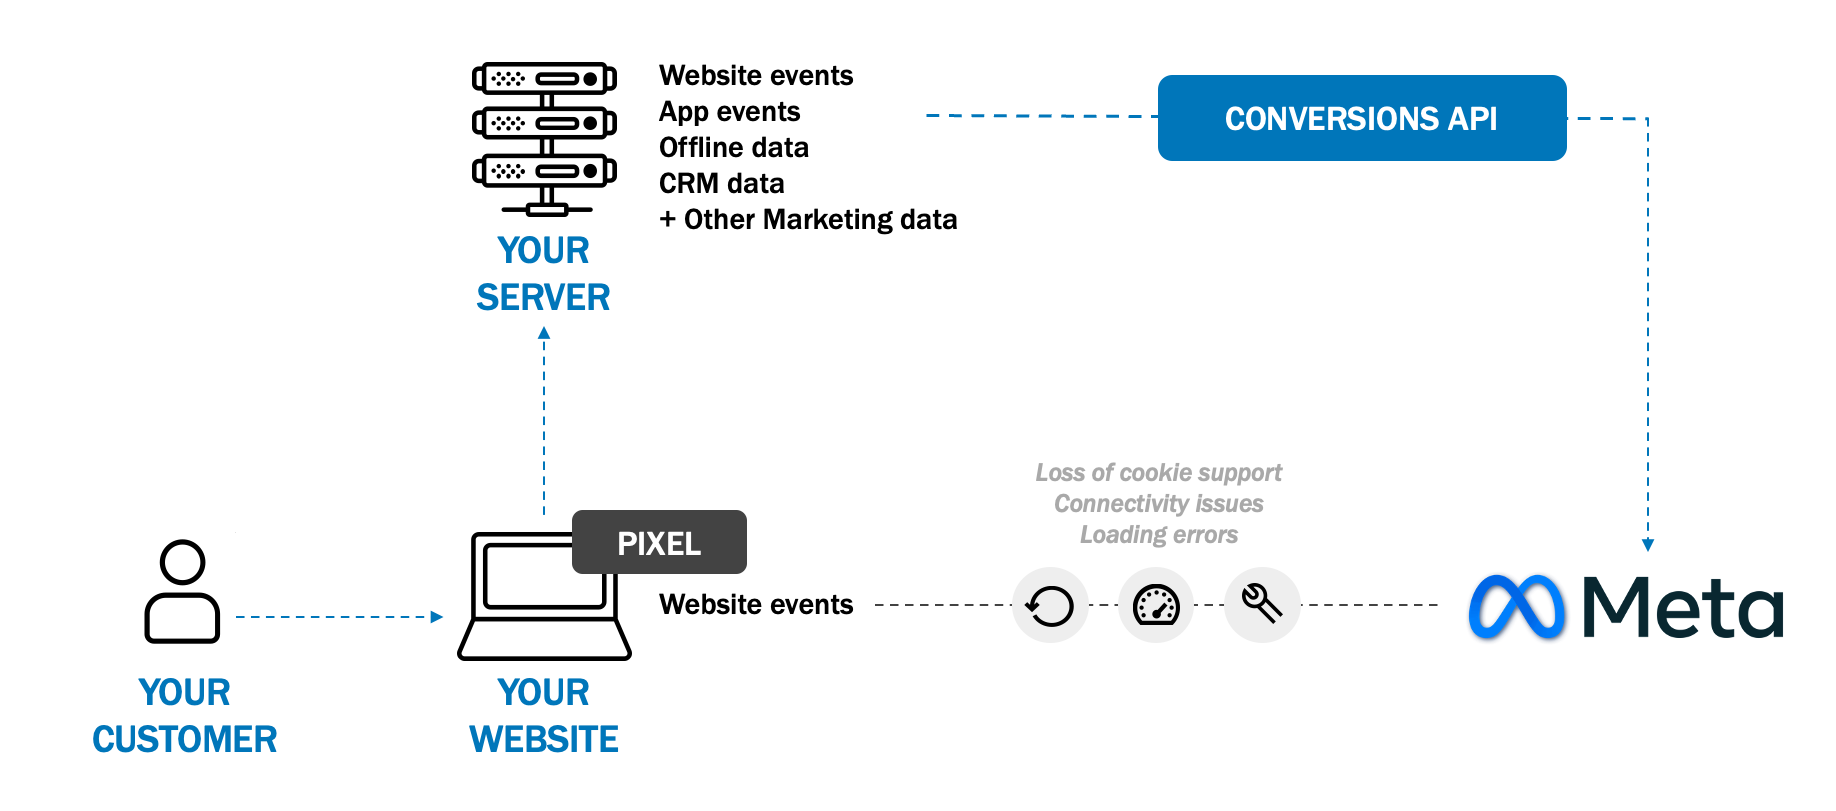 Website events
App events
Offline data
CRM data
+ Other Marketing data
CONVERSIONS API
YOUR
SERVER
Loss of cookie support
Connectivity issues
Loading errors
PIXEL
Website events
Meta
YOUR
CUSTOMER
YOUR
WEBSITE